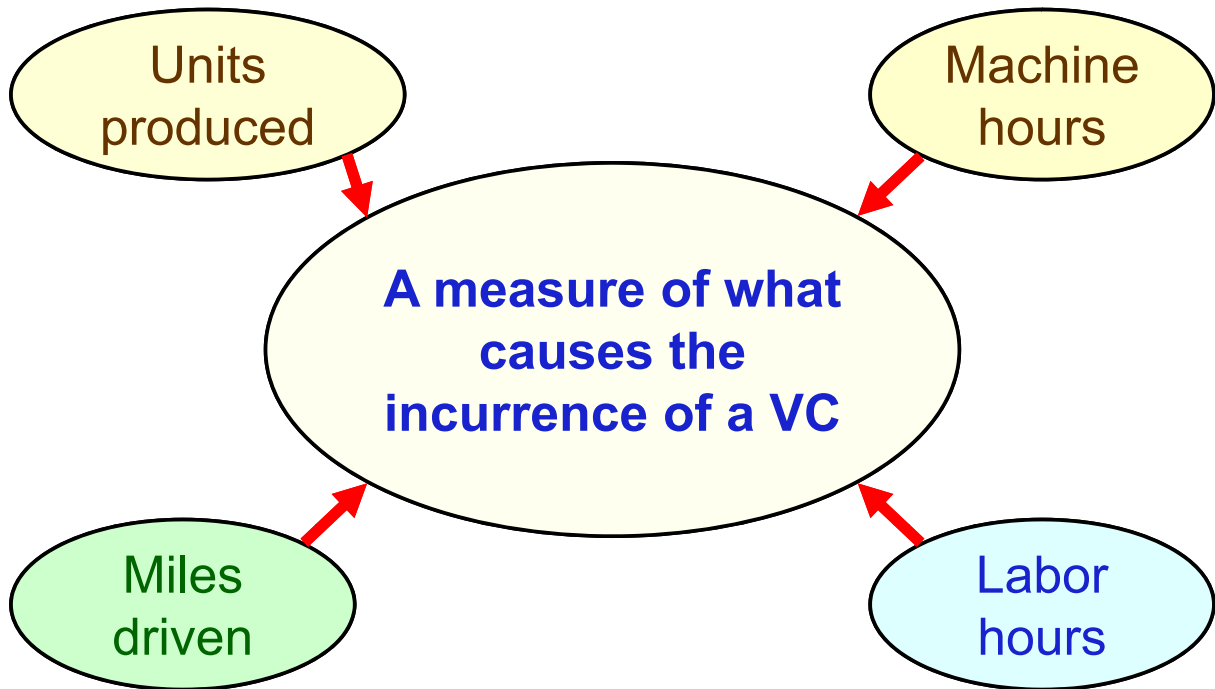 Units
produced
Machine
hours
A measure of what
causes the
incurrence of a VC
Miles
driven
Labor
hours